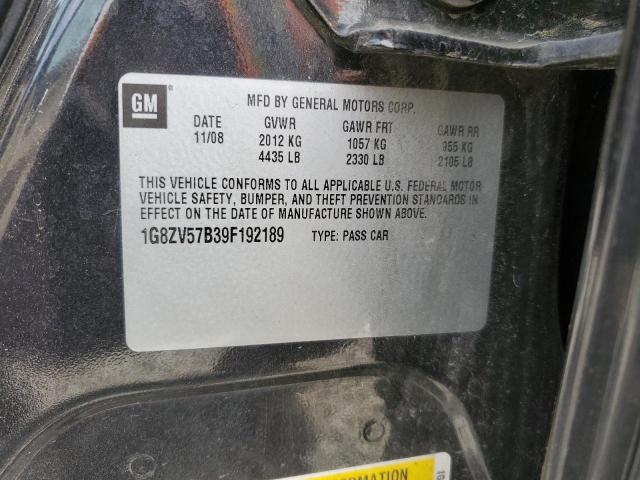 GM
MFD BY GENERAL MOTORS CORP.
DATE GVWR GAWR FRT GAWR RR
11/08 2012 KG 1057 KG 955 KG
4435 LB 2330 LB 2105 LB
THIS VEHICLE CONFORMS TO ALL APPLICABLE U.S. FEDERAL MOTOR
VEHICLE SAFETY, BUMPER, AND THEFT PREVENTION STANDARDS IN
EFFECT ON THE DATE OF MANUFACTURE SHOWN ABOVE.
1G8ZV57B39F192189 TYPE: PASS CAR
INFORMATION